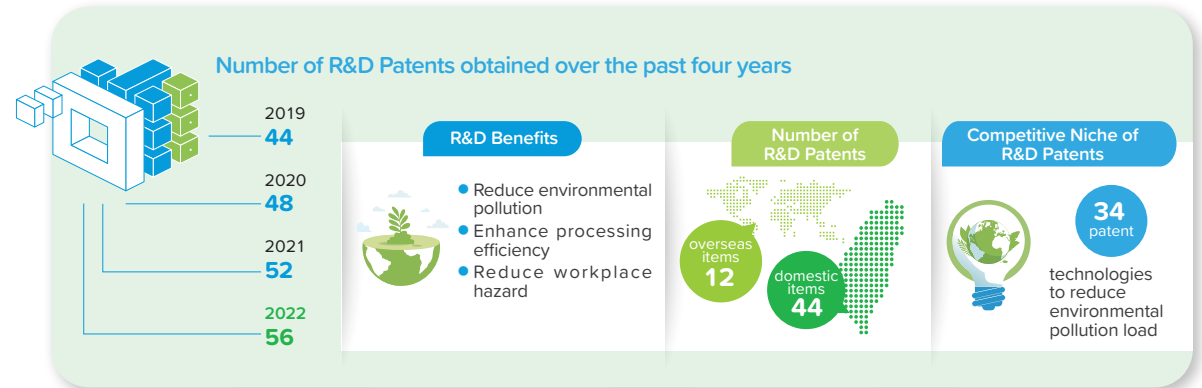 Number of R&D Patents obtained over the past four years
2019
44
2020
48
2021
52
2022
56
R&D Benefits
Reduce environmental
pollution
Enhance processing
efficiency
Reduce workplace
hazard
Number of
R&D Patents
overseas
items
12
domestic
items
44
Competitive Niche of
R&D Patents
34
patent
technologies
to reduce
environmental
pollution load